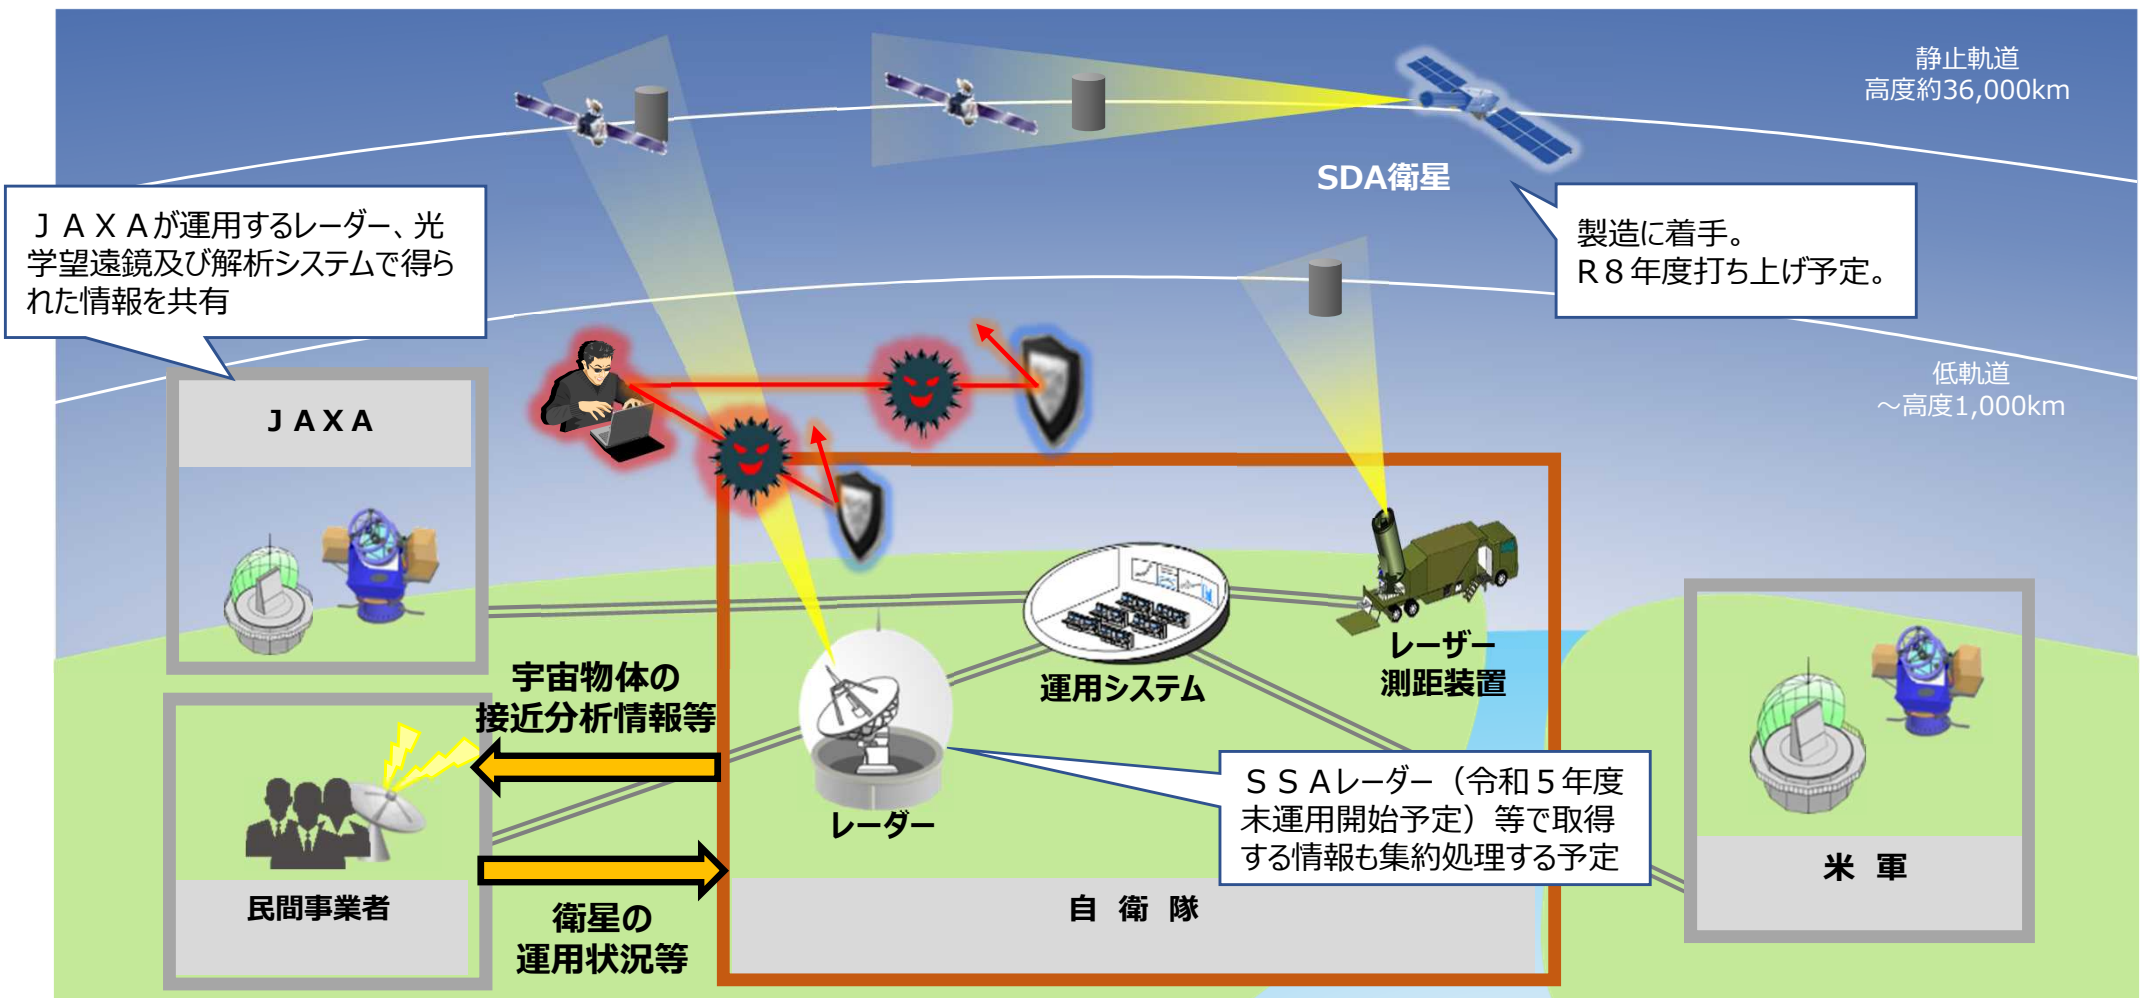 静止軌道
高度約36,000km
SDA衛星
製造に着手。
R8年度打ち上げ予定。
JAXAが運用するレーダー、光
学望遠鏡及び解析システムで得ら
れた情報を共有
低軌道
～高度1,000km
JAXA
宇宙物体の
接近分析情報等
運用システム
レーザー
測距装置
レーダー
SSAレーダー（令和5年度
末運用開始予定）等で取得
する情報も集約処理する予定
米 軍
民間事業者
衛星の
運用状況等
自 衛 隊